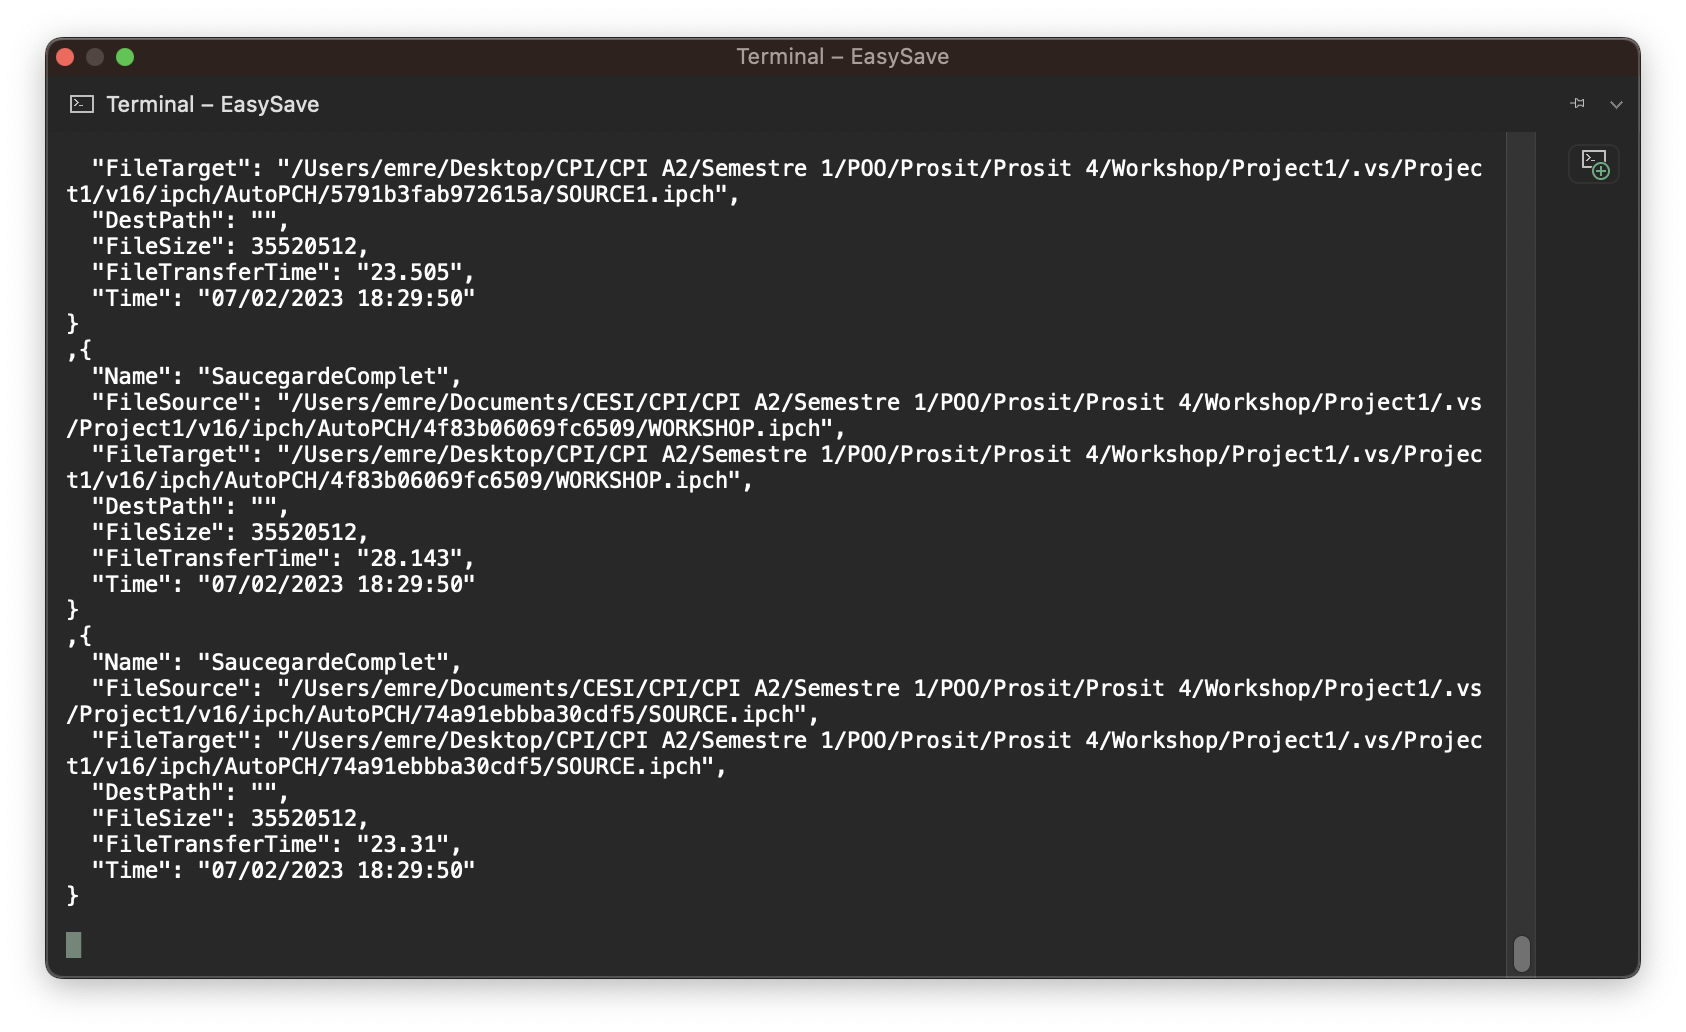 Terminal – EasySave
Terminal – EasySave
"FileTarget": "/Users/emre/Desktop/CPI/CPI A2/Semestre 1/POO/Prosit/Prosit 4/Workshop/Project1/.vs/Projec
t1/v16/ipch/AutoPCH/5791b3fab972615a/SOURCE1.ipch",
"DestPath": "",
"FileSize": 35520512,
"FileTransferTime": "23.505",
"Time": "07/02/2023 18:29:50"
}
,{
"Name": "SaucegardeComplet",
"FileSource": "/Users/emre/Documents/CESI/CPI/CPI A2/Semestre 1/POO/Prosit/Prosit 4/Workshop/Project1/.vs
/Project1/v16/ipch/AutoPCH/4f83b06069fc6509/WORKSHOP.ipch",
"FileTarget": "/Users/emre/Desktop/CPI/CPI A2/Semestre 1/POO/Prosit/Prosit 4/Workshop/Project1/.vs/Projec
t1/v16/ipch/AutoPCH/4f83b06069fc6509/WORKSHOP.ipch",
"DestPath": "",
"FileSize": 35520512,
"FileTransferTime": "28.143",
"Time": "07/02/2023 18:29:50"
}
,{
"Name": "SaucegardeComplet",
"FileSource": "/Users/emre/Documents/CESI/CPI/CPI A2/Semestre 1/POO/Prosit/Prosit 4/Workshop/Project1/.vs
/Project1/v16/ipch/AutoPCH/74a91ebbba30cdf5/SOURCE.ipch",
"FileTarget": "/Users/emre/Desktop/CPI/CPI A2/Semestre 1/POO/Prosit/Prosit 4/Workshop/Project1/.vs/Projec
t1/v16/ipch/AutoPCH/74a91ebbba30cdf5/SOURCE.ipch",
"DestPath": "",
"FileSize": 35520512,
"FileTransferTime": "23.31",
"Time": "07/02/2023 18:29:50"
}